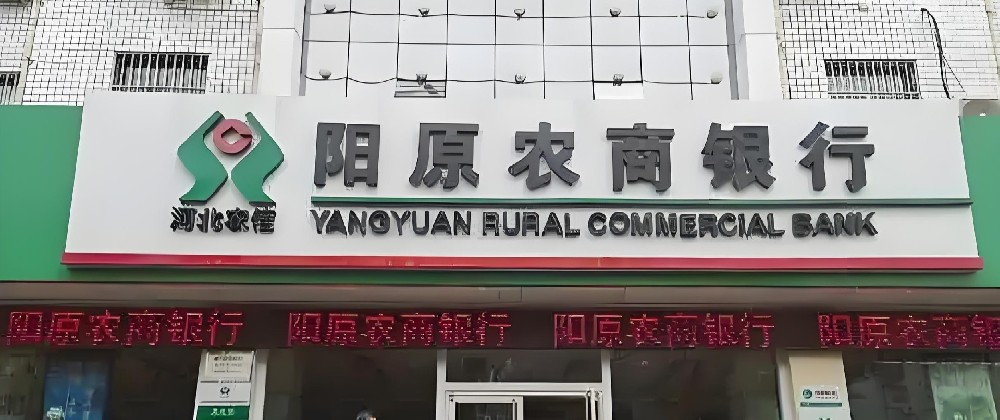 阳原农商银行
河北农信
YANGYUAN RURAL COMMERCIAL BANK
阳原农商银行 阳原农商银行 阳原农商银行 阳原农商银